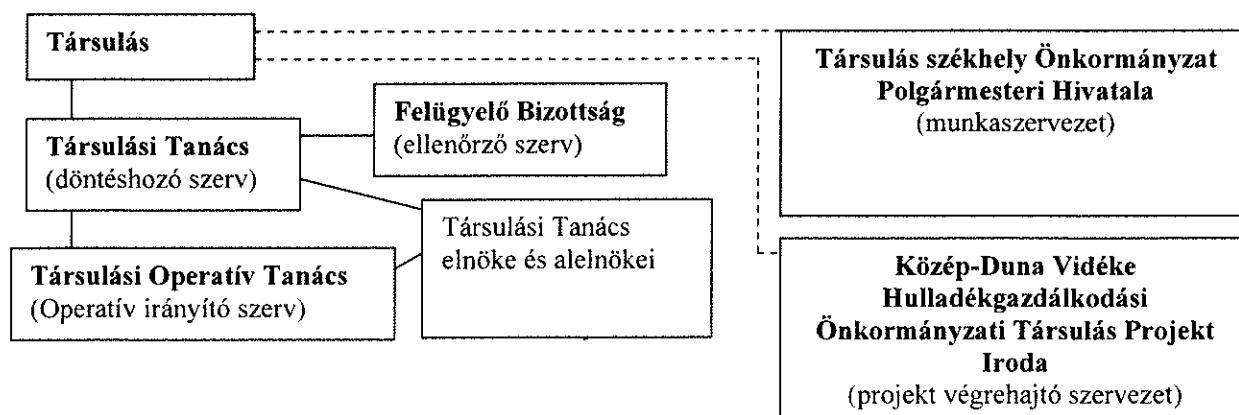 Társulás
Társulási Tanács
(döntéshozó szerv)
Társulási Operatív Tanács
(Operatív irányító szerv)
Felügyelő Bizottság
(ellenőrző szerv)
Társulási Tanács
elnöke és alelnökei
Társulás székhely Önkormányzat
Polgármesteri Hivatala
(munkaszervezet)
Közép-Duna Vidéke
Hulladékgazdálkodási
Önkormányzati Társulás Projekt
Iroda
(projekt végrehajtó szervezet)